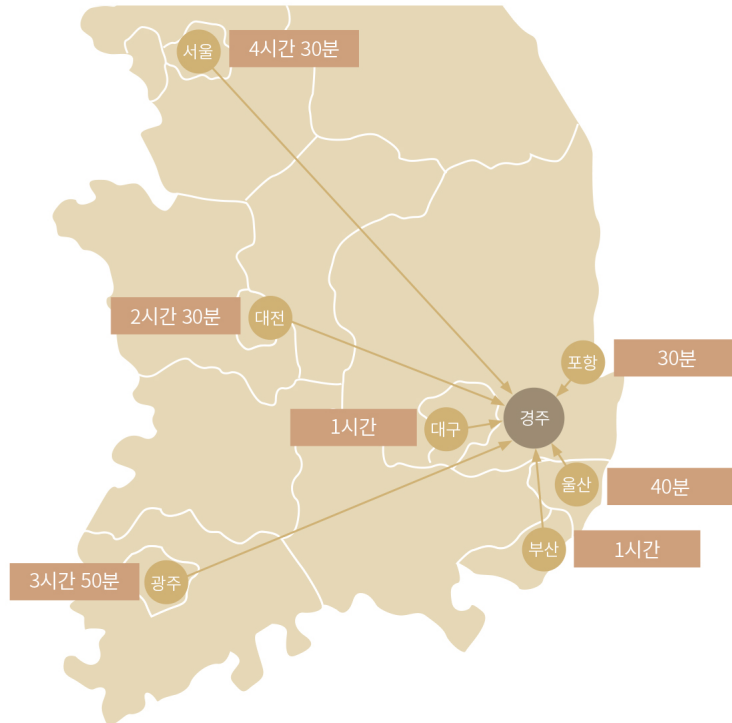 서울
4시간 30분
2시간 30분
대전
포항
30분
1시간
대구
경주
울산
40분
부산
1시간
3시간 50분
광주